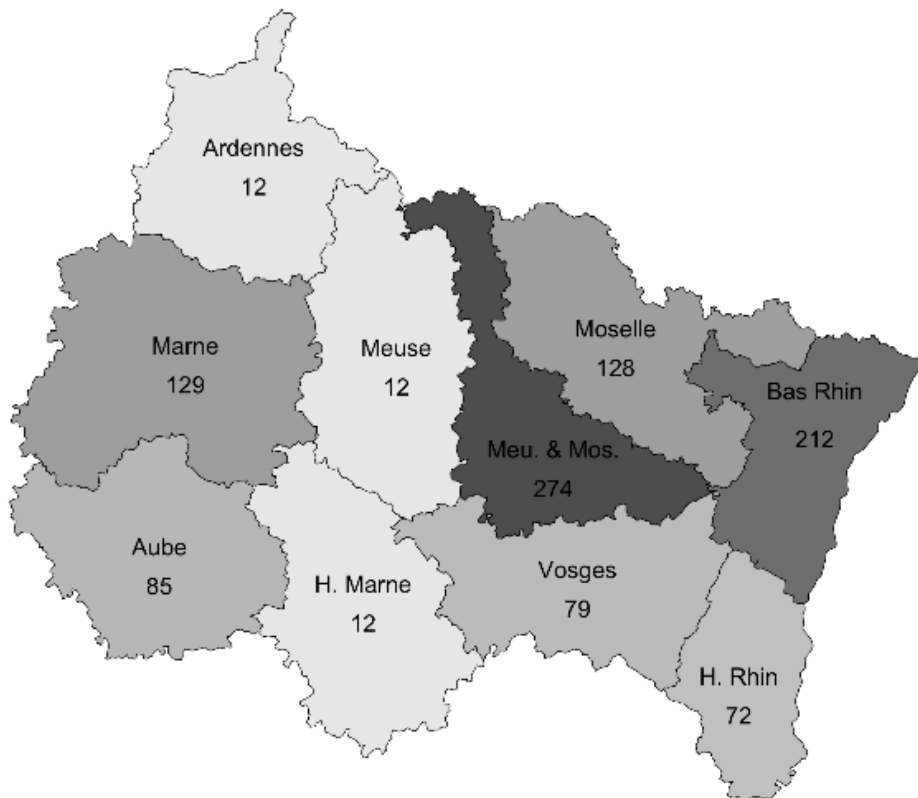 Ardennes
12
Marne
129
Meuse
12
Moselle
128
Bas Rhin
212
Meu. & Mos.
274
Aube
85
H. Marne
12
Vosges
79
H. Rhin
72